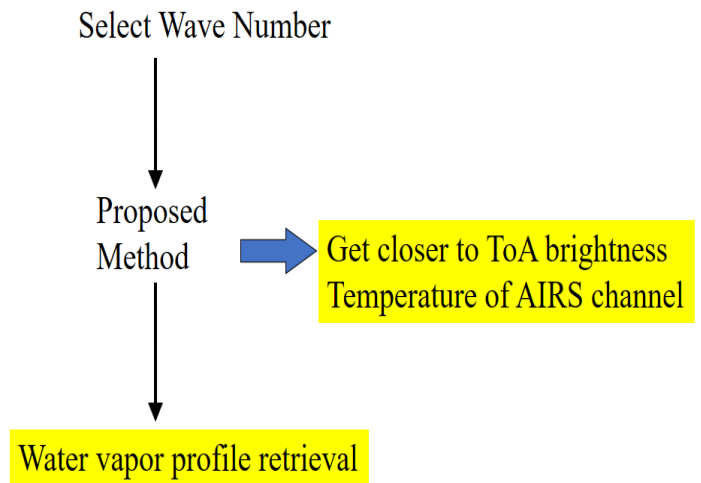 Select Wave Number
Proposed
Method
Get closer to ToA brightness
Temperature of AIRS channel
Water vapor profile retrieval